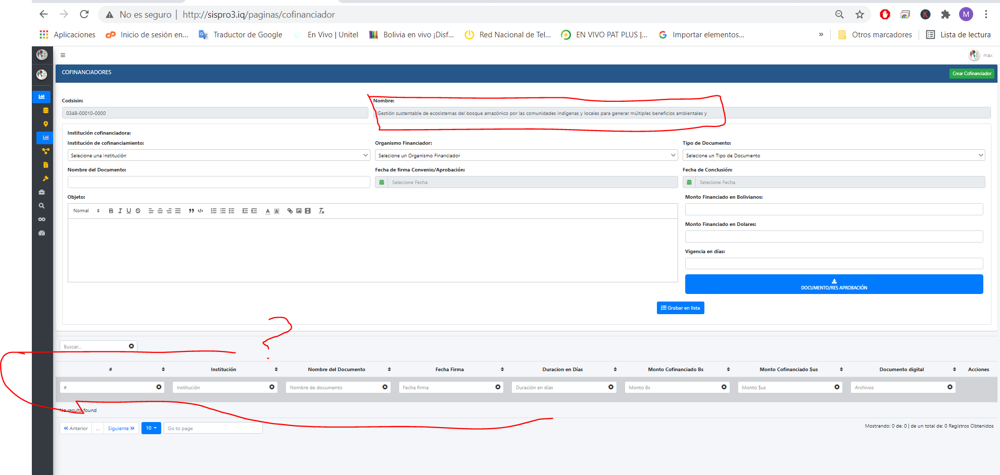 No es seguro | http://sispro3.iq/paginas/cofinanciador
M
K
Aplicaciones
Inicio de sesión en...
Traductor de Google
En Vivo | Unitel
Bolivia en vivo ¡Disf...
Red Nacional de Tel...
EN VIVO PAT PLUS |...
Importar elementos...
»
Otros marcadores
Lista de lectura
max
COFINANCIADORES
Crear Cofinanciador
Codsisin:
Nombre:
0348-00010-0000
Gestión sustentable de ecosistemas del bosque amazónico por las comunidades indígenas y locales para generar múltiples beneficios ambientales y
Institución cofinanciadora:
Institución de cofinanciamiento:
Organismo Financiador:
Tipo de Documento:
Selecione una Institución
Selecione un Organismo Financiador
Selecione un Tipo de Documento
Nombre del Documento:
Fecha de firma Convenio/Aprobación:
Fecha de Conclusión:
Selecione Fecha
Selecione Fecha
Objeto:
Monto Financiado en Bolivianos:
Normal
B I U S
Monto Financiado en Dolares:
Vigencia en días:
DOCUMENTO/RES APROBACIÓN
Grabar en lista
?
Buscar...
# Institución Nombre del Documento Fecha Firma Duracion en Días Monto Cofinanciado Bs Monto Cofinanciado $us Documento digital Acciones
# Institución Nombre de documento Fecha firma Duración en días Monto Bs Monto $us Archivos
No results found
« Anterior ... Siguiente » 10 Go to page
Mostrando: 0 de: 0 | de un total de: 0 Registros Obtenidos